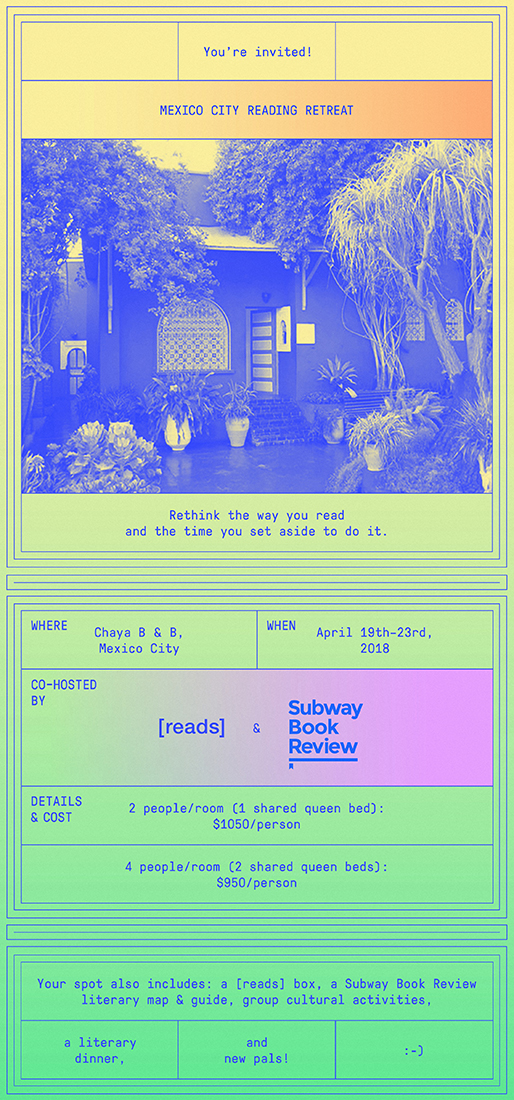 You're invited!
MEXICO CITY READING RETREAT
Rethink the way you read
and the time you set aside to do it.
WHERE
Chaya B & B,
Mexico City
WHEN
April 19th–23rd,
2018
CO-HOSTED
BY
[reads]
&
Subway
Book
Review
DETAILS
& COST
2 people/room (1 shared queen bed):
$1050/person
4 people/room (2 shared queen beds):
$950/person
Your spot also includes: a [reads] box, a Subway Book Review
literary map & guide, group cultural activities,
a literary
dinner,
and
new pals!
:-)